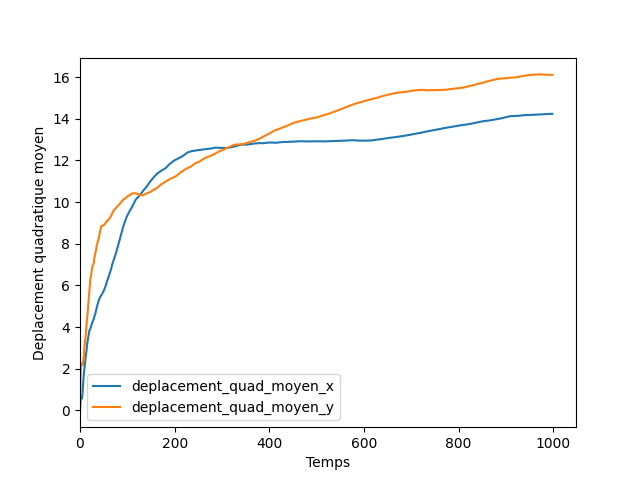 Deplacement quadratique moyen
16
14
12
10
8
6
4
2
0
deplacement_quad_moyen_x
deplacement_quad_moyen_y
0 200 400 600 800 1000
Temps